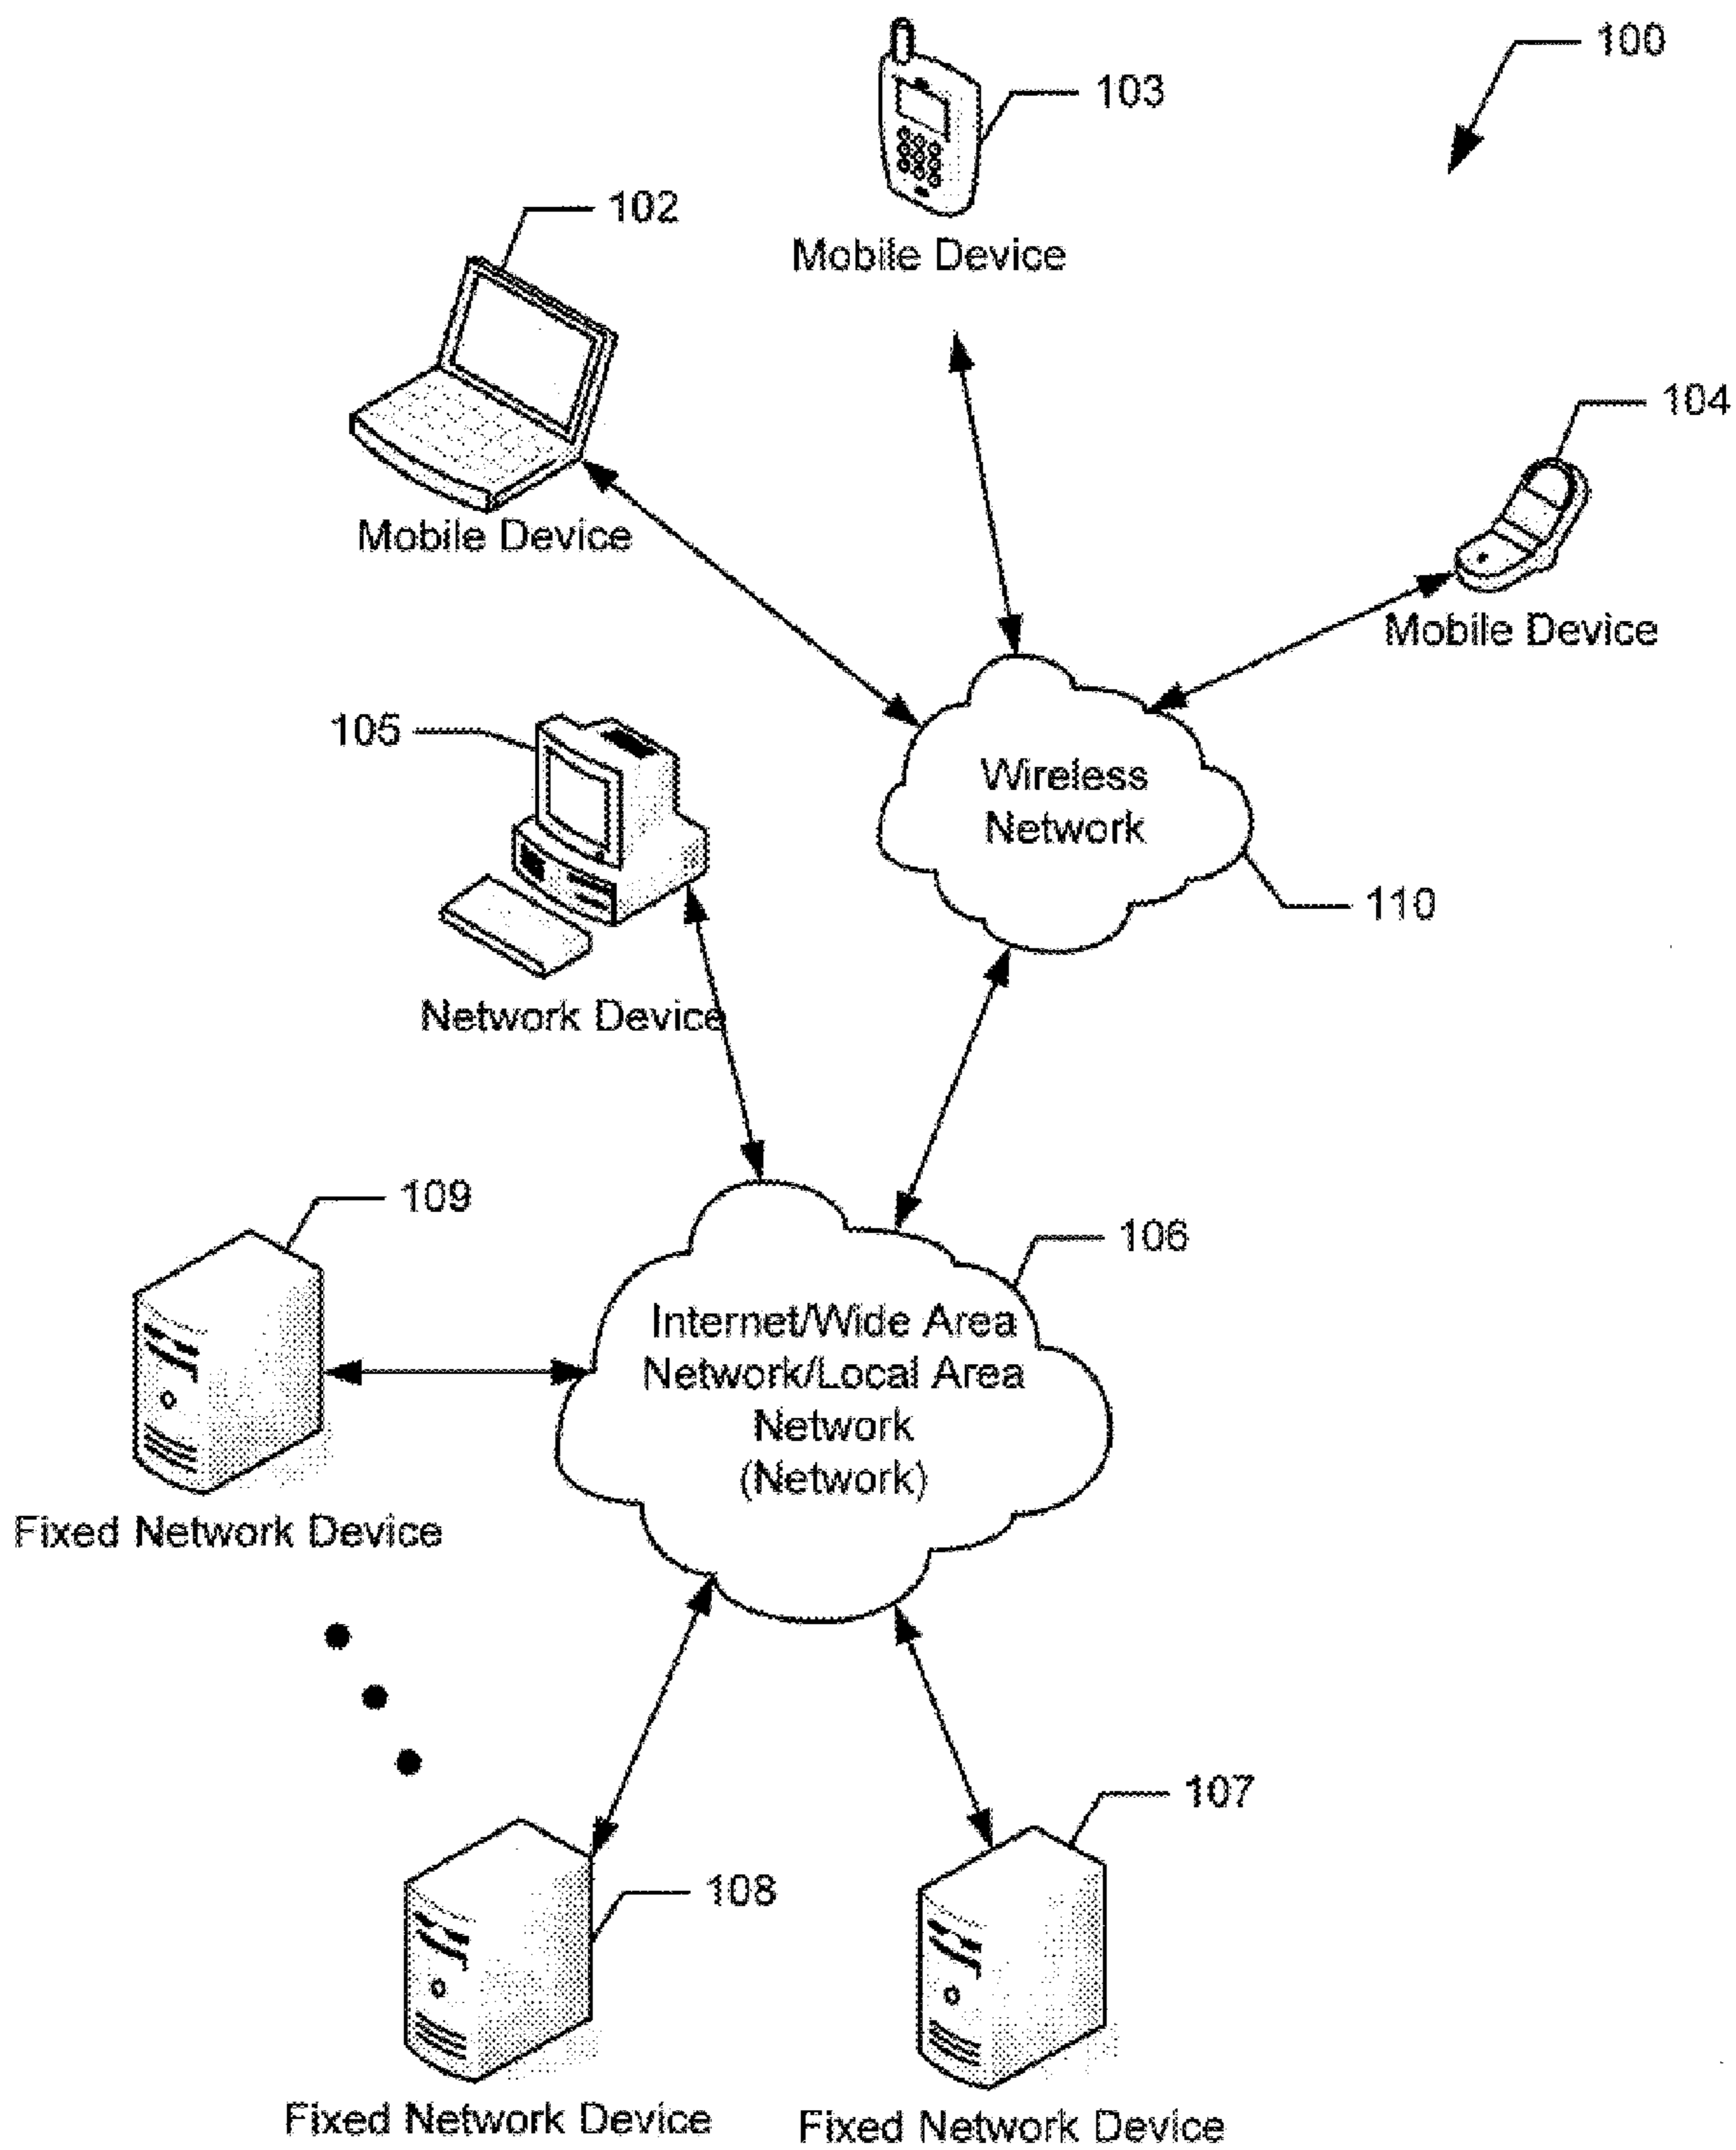 100
103
Mobile Device
102
Mobile Device
104
Mobile Device
105
Network Device
Wireless
Network
110
109
Fixed Network Device
106
Internet/Wide Area
Network/Local Area
Network
(Network)
108
Fixed Network Device
107
Fixed Network Device